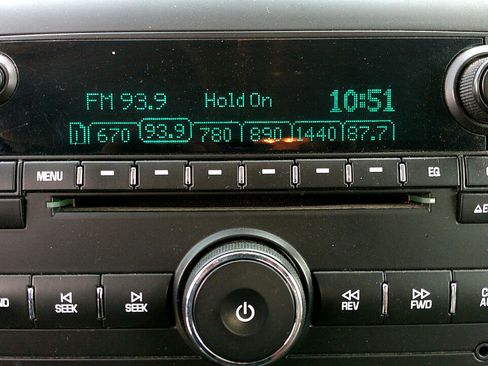 FM 93.9 Hold On 10:51
670 93.9 780 890 1440 87.7
MENU EQ
SEEK SEEK REV FWD